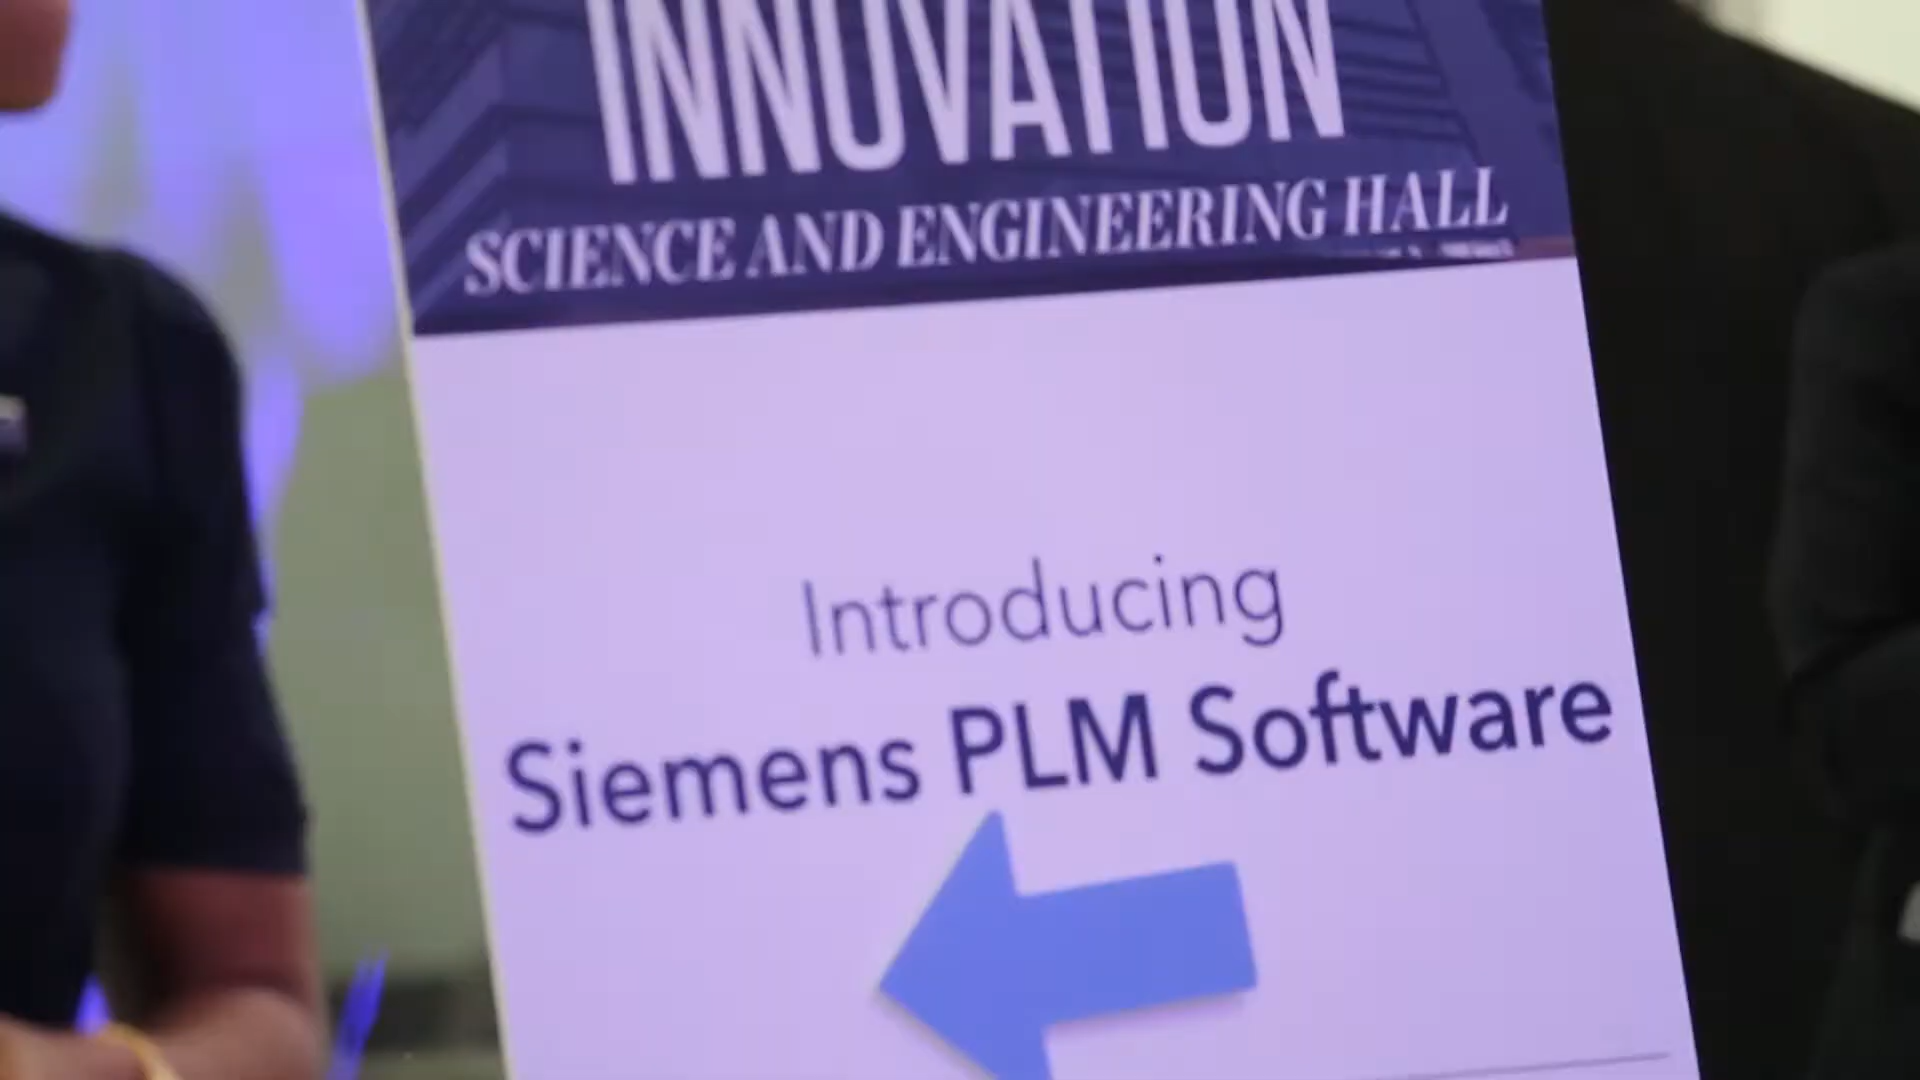 INNOVATION
SCIENCE AND ENGINEERING HALL
Introducing
Siemens PLM Software